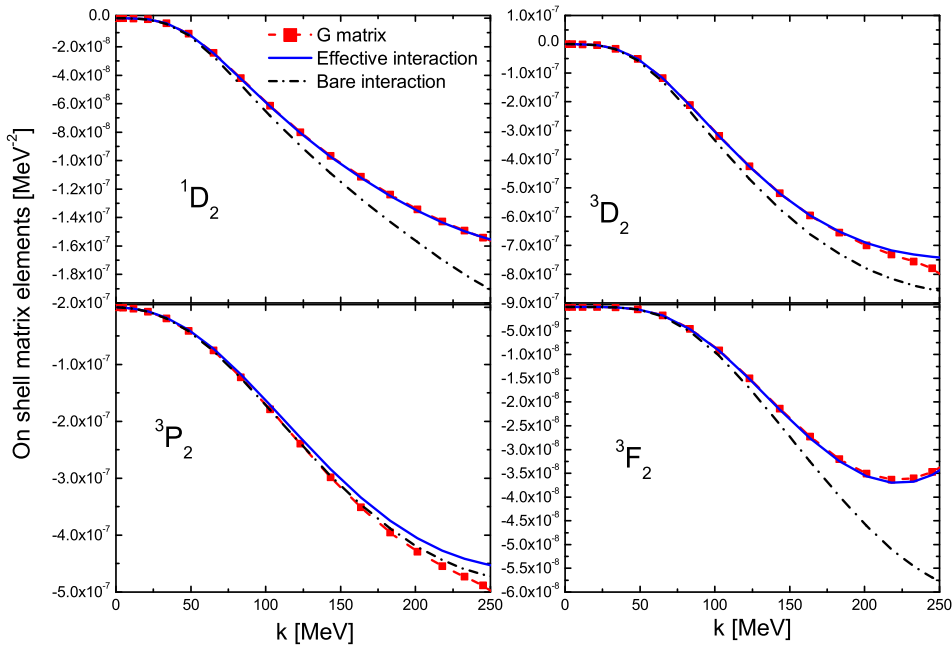 On shell matrix elements [MeV⁻²]
0.0
-2.0x10⁻⁸
-4.0x10⁻⁸
-6.0x10⁻⁸
-8.0x10⁻⁸
-1.0x10⁻⁷
-1.2x10⁻⁷
-1.4x10⁻⁷
-1.6x10⁻⁷
-1.8x10⁻⁷
-2.0x10⁻⁷
G matrix
Effective interaction
Bare interaction
¹D₂
1.0x10⁻⁷
0.0
-1.0x10⁻⁷
-2.0x10⁻⁷
-3.0x10⁻⁷
-4.0x10⁻⁷
-5.0x10⁻⁷
-6.0x10⁻⁷
-7.0x10⁻⁷
-8.0x10⁻⁷
-9.0x10⁻⁷
³D₂
-1.0x10⁻⁷
-2.0x10⁻⁷
-3.0x10⁻⁷
-4.0x10⁻⁷
-5.0x10⁻⁷
³P₂
0 50 100 150 200 250
k [MeV]
-5.0x10⁻⁹
-1.0x10⁻⁸
-1.5x10⁻⁸
-2.0x10⁻⁸
-2.5x10⁻⁸
-3.0x10⁻⁸
-3.5x10⁻⁸
-4.0x10⁻⁸
-4.5x10⁻⁸
-5.0x10⁻⁸
-5.5x10⁻⁸
-6.0x10⁻⁸
³F₂
0 50 100 150 200 250
k [MeV]